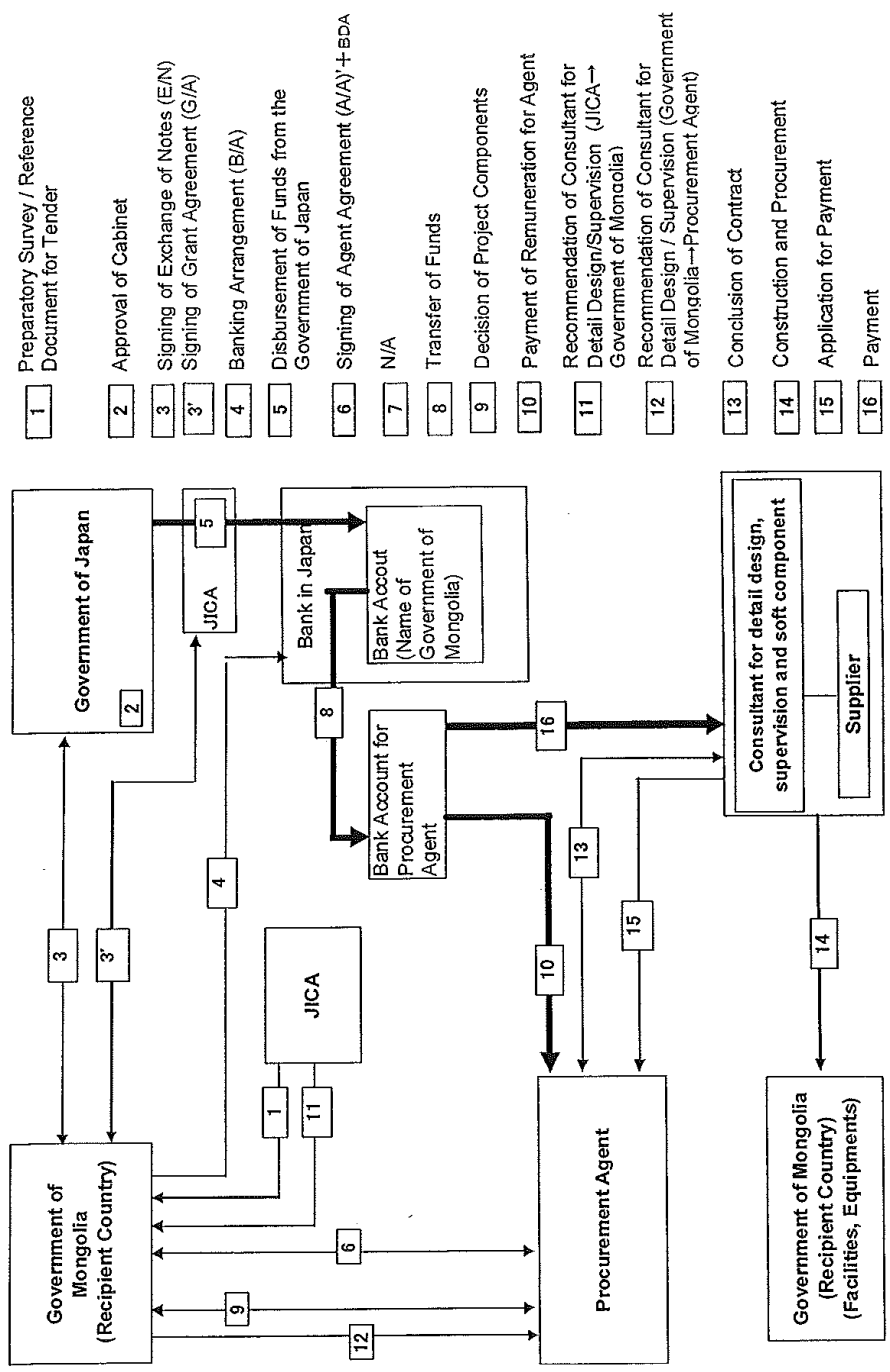 Government of
Mongolia
(Recipient Country)
3
3'
4
Government of Japan
2
JICA
5
Bank in Japan
Bank Accout
(Name of
Government of
Mongolia)
8
Bank Account for
Procurement
Agent
JICA
1
11
6
9
12
10
16
13
15
Procurement Agent
Consultant for detail design,
supervision and soft component
Supplier
14
Government of Mongolia
(Recipient Country)
(Facilities, Equipments)
1 Preparatory Survey / Reference
Document for Tender
2 Approval of Cabinet
3 Signing of Exchange of Notes (E/N)
3' Signing of Grant Agreement (G/A)
4 Banking Arrangement (B/A)
5 Disbursement of Funds from the
Government of Japan
6 Signing of Agent Agreement (A/A)'+BDA
7 N/A
8 Transfer of Funds
9 Decision of Project Components
10 Payment of Remuneration for Agent
11 Recommendation of Consultant for
Detail Design/Supervision (JICA→
Government of Mongolia)
12 Recommendation of Consultant for
Detail Design / Supervision (Government
of Mongolia→Procurement Agent)
13 Conclusion of Contract
14 Construction and Procurement
15 Application for Payment
16 Payment